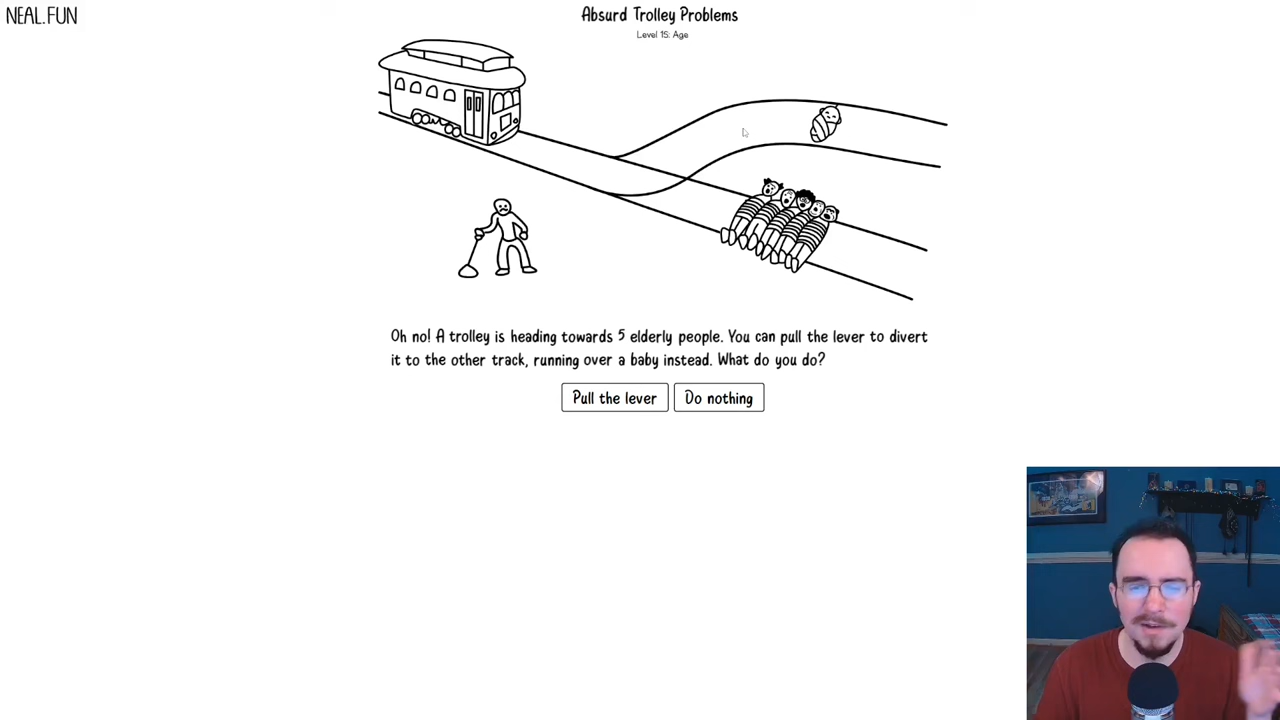 NEAL.FUN
Absurd Trolley Problems
Level 15: Age
Oh no! A trolley is heading towards 5 elderly people. You can pull the lever to divert
it to the other track, running over a baby instead. What do you do?
Pull the lever
Do nothing